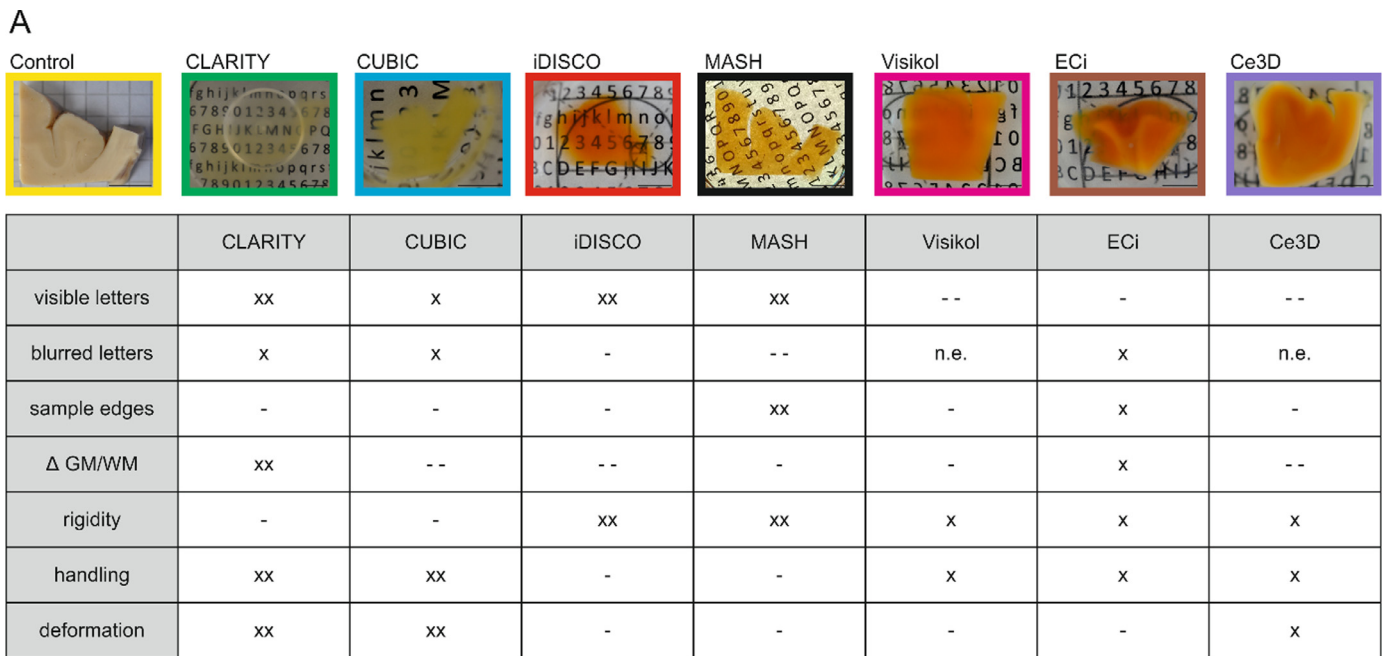 A
Control CLARITY CUBIC iDISCO MASH Visikol ECi Ce3D
CLARITY CUBIC iDISCO MASH Visikol ECi Ce3D
visible letters xx x xx xx - - - - -
blurred letters x x - - - n.e. x n.e.
sample edges - - - xx - x -
Δ GM/WM xx - - - - - - x - -
rigidity - - xx xx x x x
handling xx xx - - x x x
deformation xx xx - - - - x